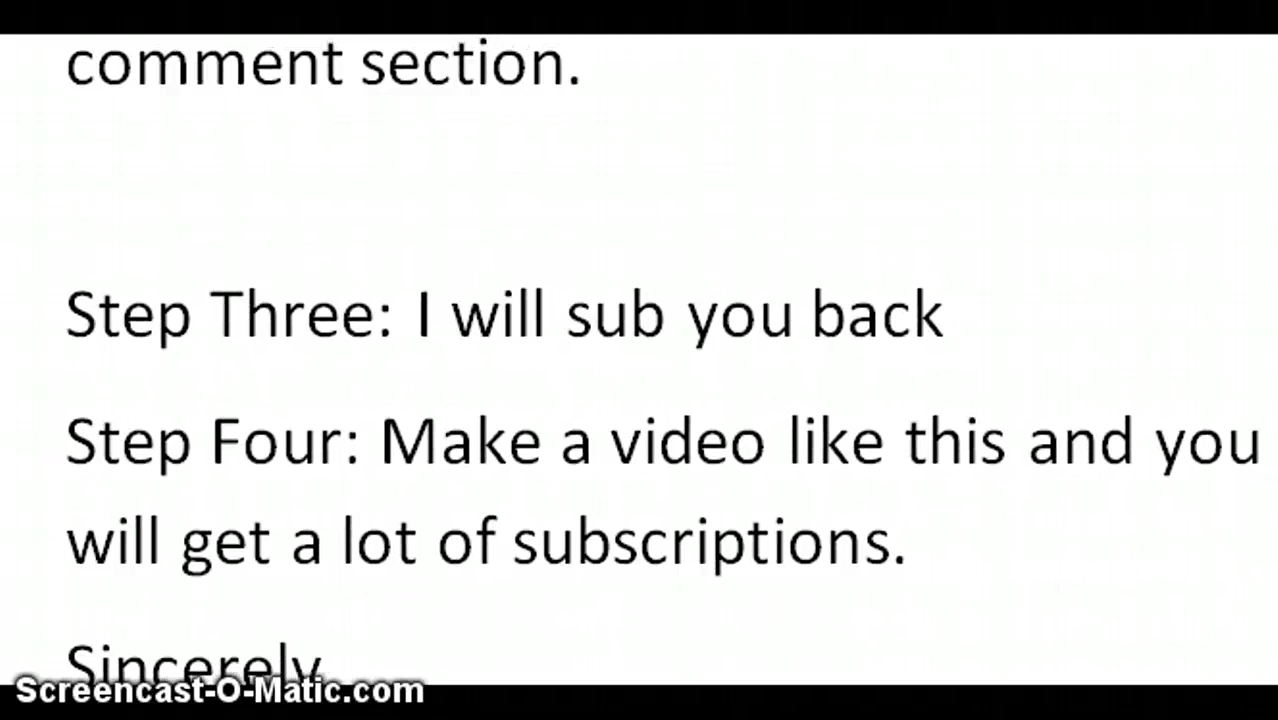 comment section.
Step Three: I will sub you back
Step Four: Make a video like this and you
will get a lot of subscriptions.
Sincerely
Screencast-O-Matic.com